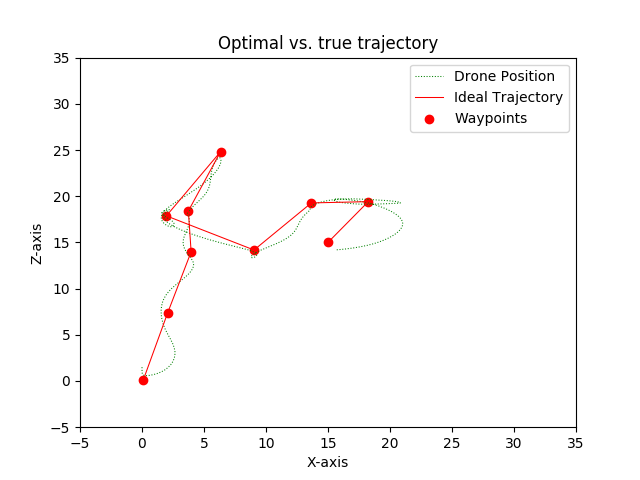 Optimal vs. true trajectory
Drone Position
Ideal Trajectory
Waypoints
Z-axis
35
30
25
20
15
10
5
0
−5
−5 0 5 10 15 20 25 30 35
X-axis